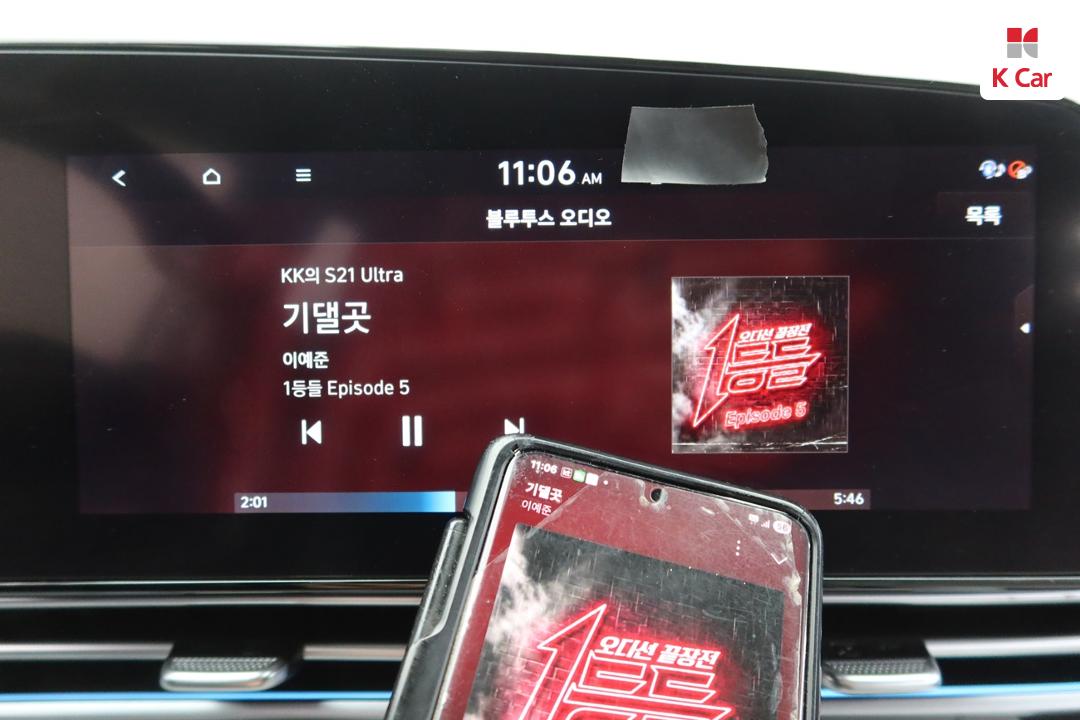 K Car
11:06 AM
블루투스 오디오
목록
KK의 S21 Ultra
기댈곳
이예준
1등들 Episode 5
오디션 끝장전
1등들
Episode 5
2:01
5:46
11:06
기댈곳
이예준
오디션 끝장전